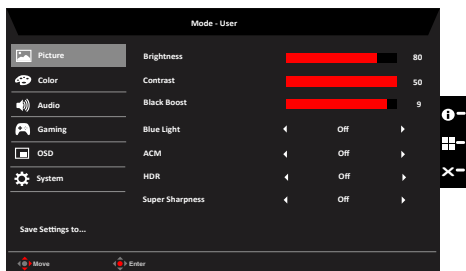 Mode - User
Picture
Color
Audio
Gaming
OSD
System
Save Settings to...
Brightness 80
Contrast 50
Black Boost 9
Blue Light Off
ACM Off
HDR Off
Super Sharpness Off
Move Enter